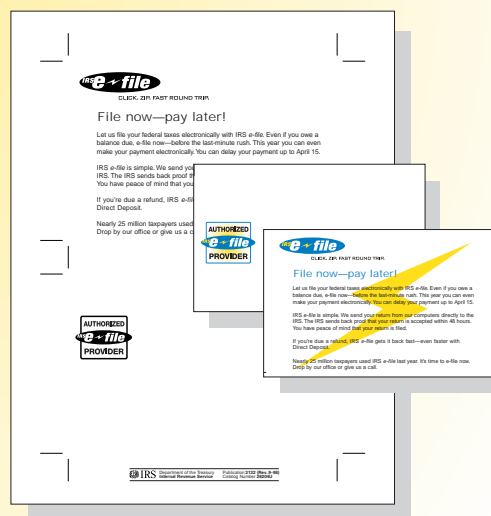 IRS e file
CLICK. ZIP. FAST ROUND TRIP.
File now—pay later!
Let us file your federal taxes electronically with IRS e-file. Even if you owe a
balance due, e-file now—before the last-minute rush. This year you can even
make your payment electronically. You can delay your payment up to April 15.
IRS e-file is simple. We send you
IRS. The IRS sends back proof th
You have peace of mind that you
If you're due a refund, IRS e-fil
Direct Deposit.
Nearly 25 million taxpayers used
Drop by our office or give us a c
AUTHORIZED
IRS e file
PROVIDER
IRS Department of the Treasury
Internal Revenue Service
Publication 3122 (Rev. 9-98)
Catalog Number 26204U
AUTHORIZED
IRS e file
PROVIDER
IRS e file
CLICK. ZIP. FAST ROUND TRIP.
File now—pay later!
Let us file your federal taxes electronically with IRS e-file. Even if you owe a
balance due, e-file now—before the last-minute rush. This year you can even
make your payment electronically. You can delay your payment up to April 15.
IRS e-file is simple. We send your return from our computers directly to the
IRS. The IRS sends back proof that your return is accepted within 48 hours.
You have peace of mind that your return is filed.
If you're due a refund, IRS e-file gets it back fast—even faster with
Direct Deposit.
Nearly 25 million taxpayers used IRS e-file last year. It's time to e-file now.
Drop by our office or give us a call.